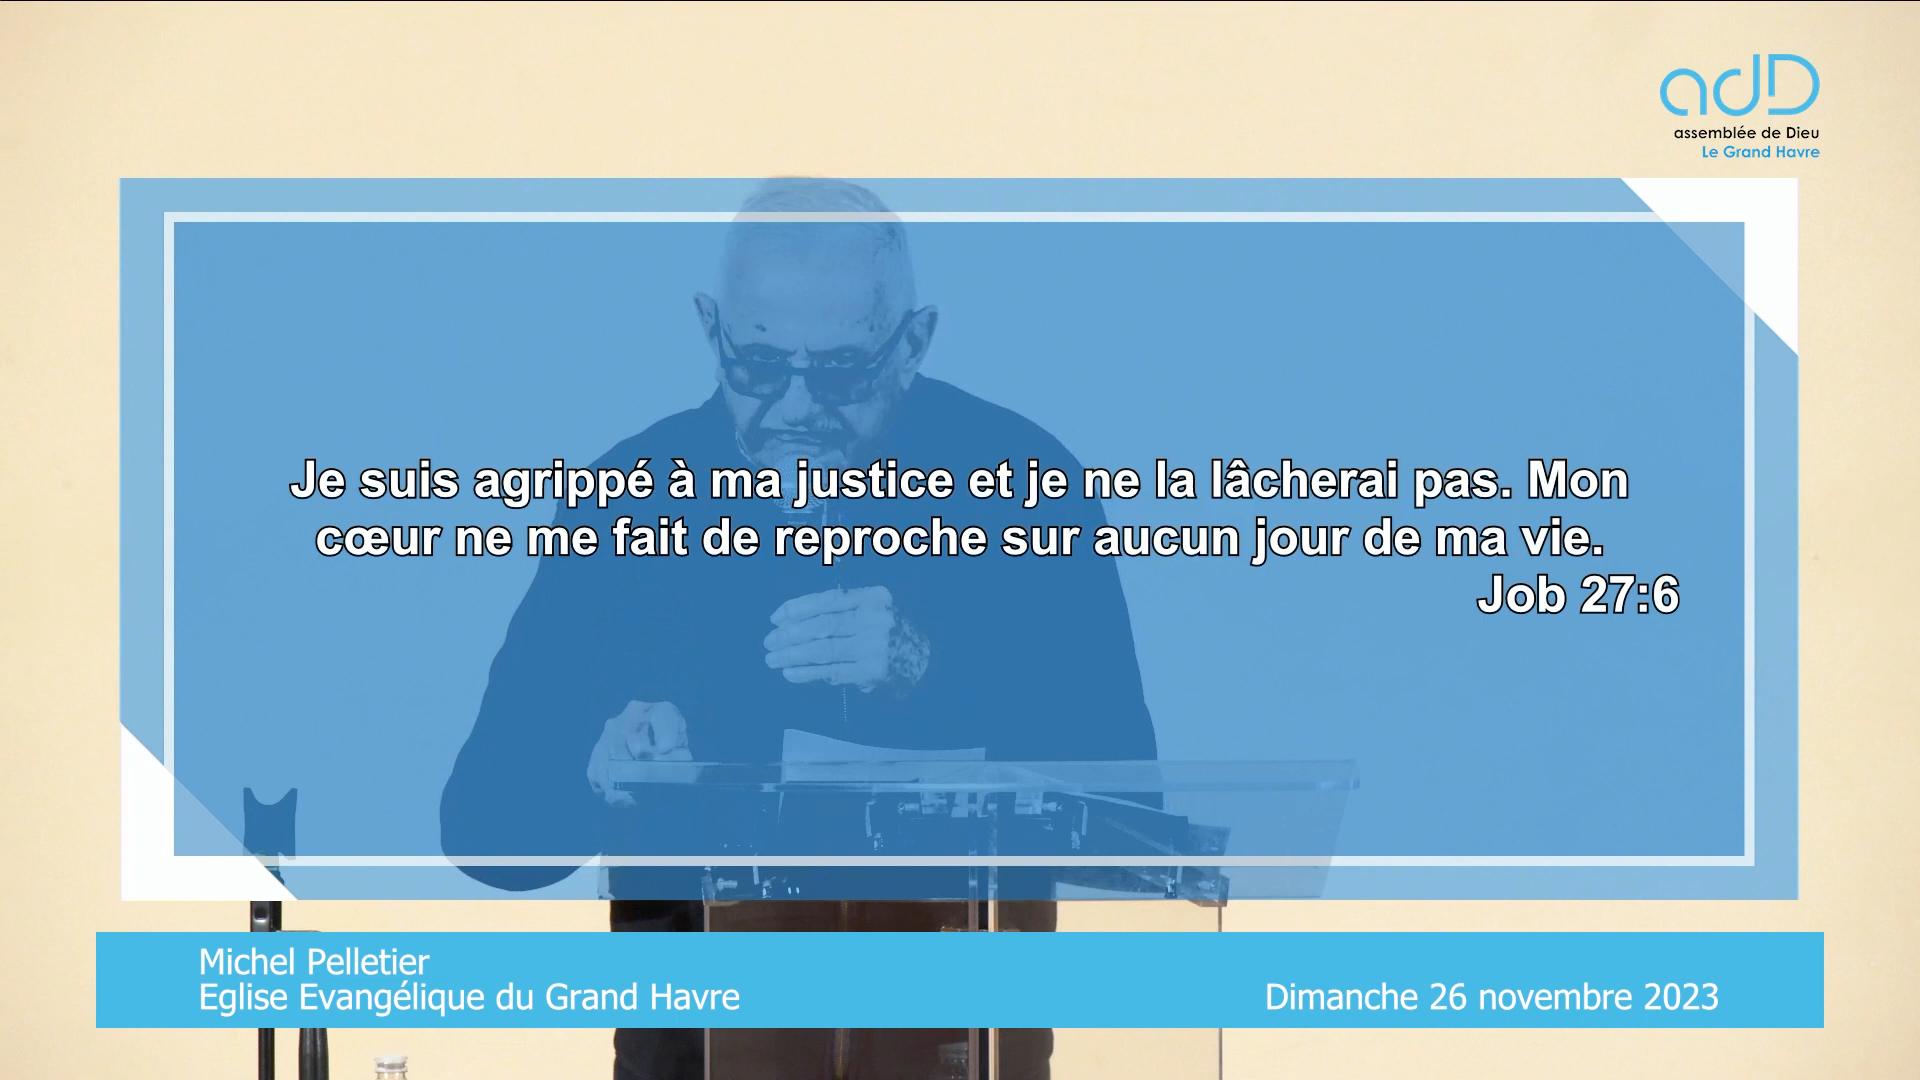 adD
assemblée de Dieu
Le Grand Havre
Je suis agrippé à ma justice et je ne la lâcherai pas. Mon
cœur ne me fait de reproche sur aucun jour de ma vie.
Job 27:6
Michel Pelletier
Eglise Evangélique du Grand Havre
Dimanche 26 novembre 2023